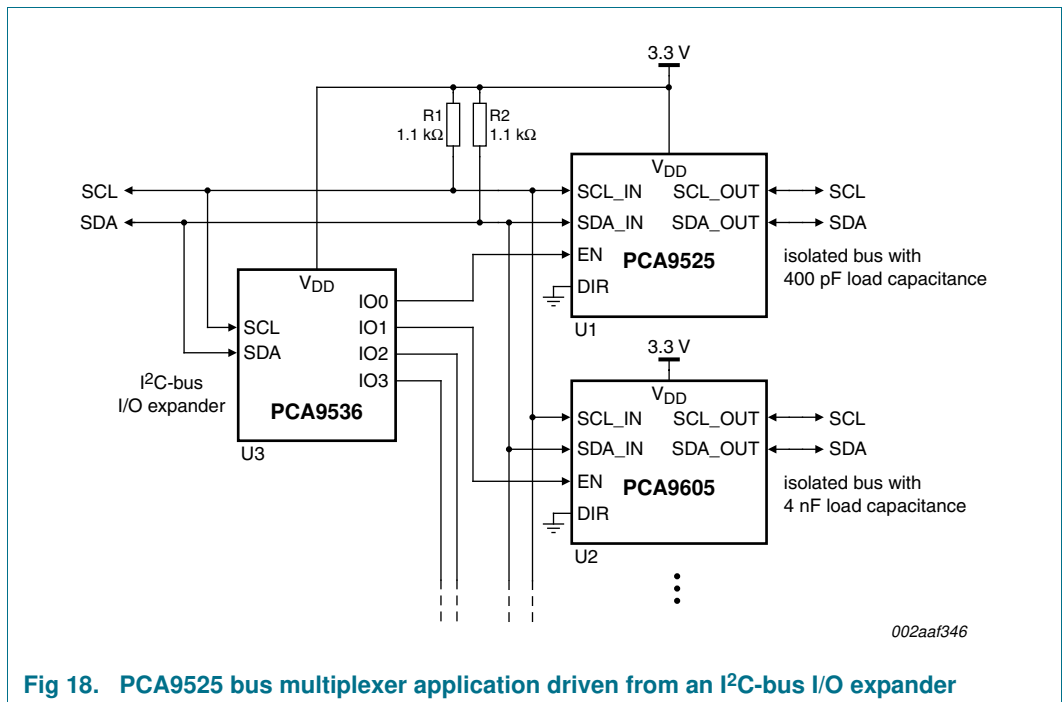 3.3 V
R1
1.1 kΩ
R2
1.1 kΩ
SCL
SDA
VDD
SCL_IN
SCL_OUT
SCL
SDA_IN
SDA_OUT
SDA
EN
PCA9525
DIR
isolated bus with
400 pF load capacitance
U1
VDD
IO0
SCL
IO1
SDA
IO2
IO3
I2C-bus
I/O expander
PCA9536
U3
3.3 V
VDD
SCL_IN
SCL_OUT
SCL
SDA_IN
SDA_OUT
SDA
EN
PCA9605
DIR
isolated bus with
4 nF load capacitance
U2
002aaf346
Fig 18. PCA9525 bus multiplexer application driven from an I2C-bus I/O expander